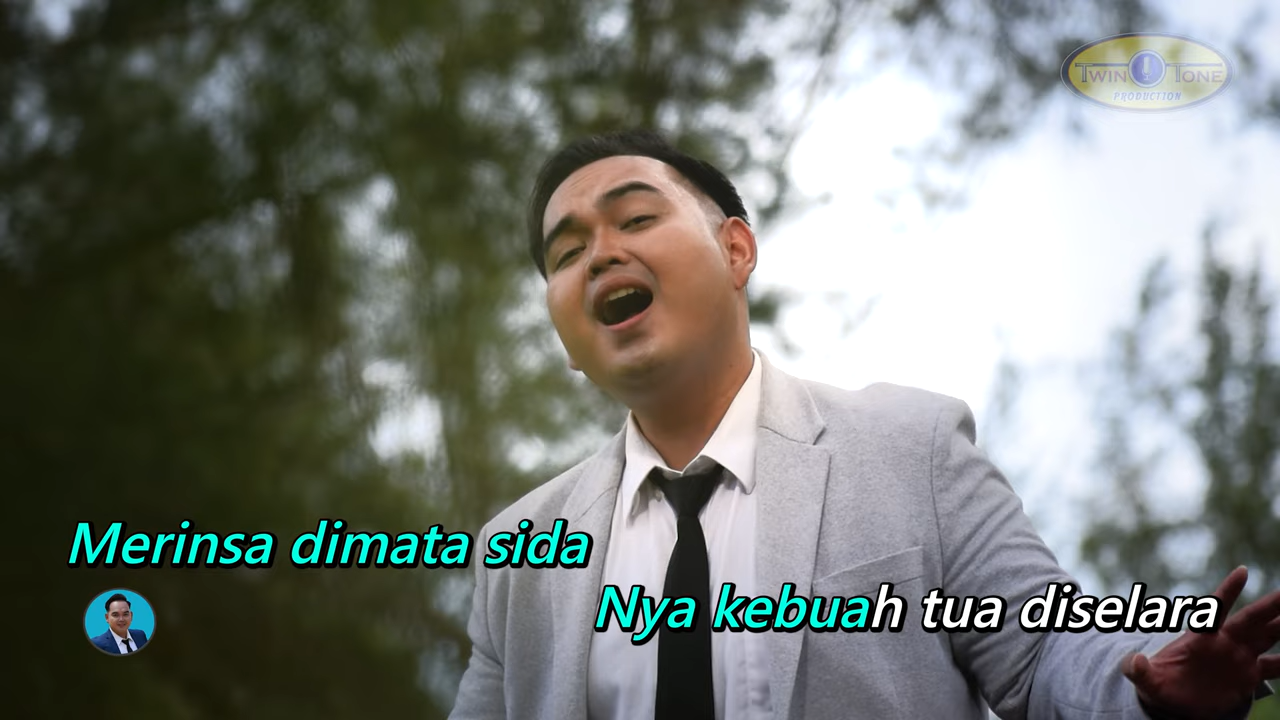 TWIN TONE
PRODUCTION
Merinsa dimata sida
Nya kebuah tua diselara